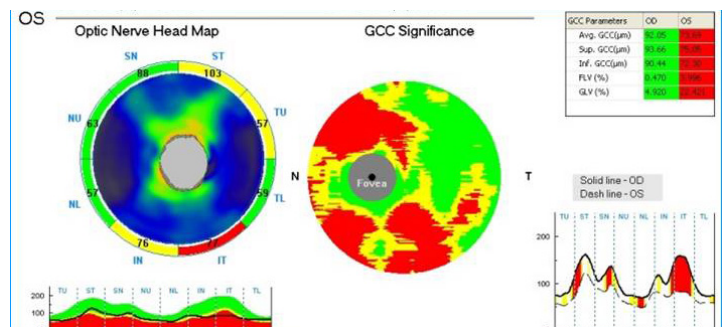 OS
Optic Nerve Head Map
GCC Significance
GCC Parameters OD OS
Avg. GCC(µm) 92.05
Sup. GCC(µm) 93.66
Inf. GCC(µm) 90.44
FLV (%) 0.470
GLV (%) 4.920
SN ST
88 103
NU TU
63 57
NL TL
57 59
IN IT
76 77
N T
Fovea
Solid line - OD
Dash line - OS
TU ST SN NU NL IN IT TL
200
100
TU ST SN NU NL IN IT TL
200
100